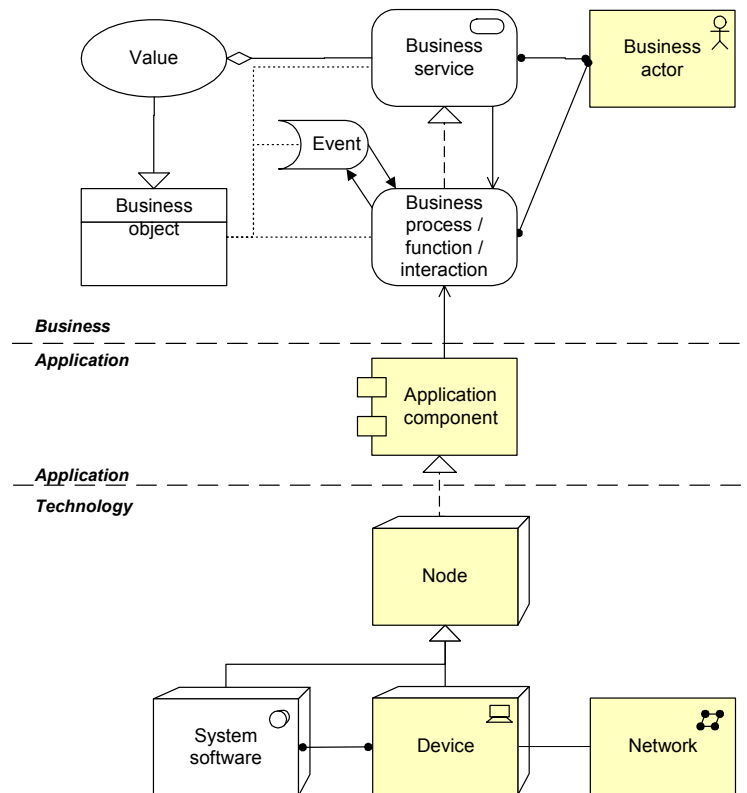 Value
Business
service
Business
actor
Event
Business
object
Business
process /
function /
interaction
Business
Application
Application
component
Application
Technology
Node
System
software
Device
Network